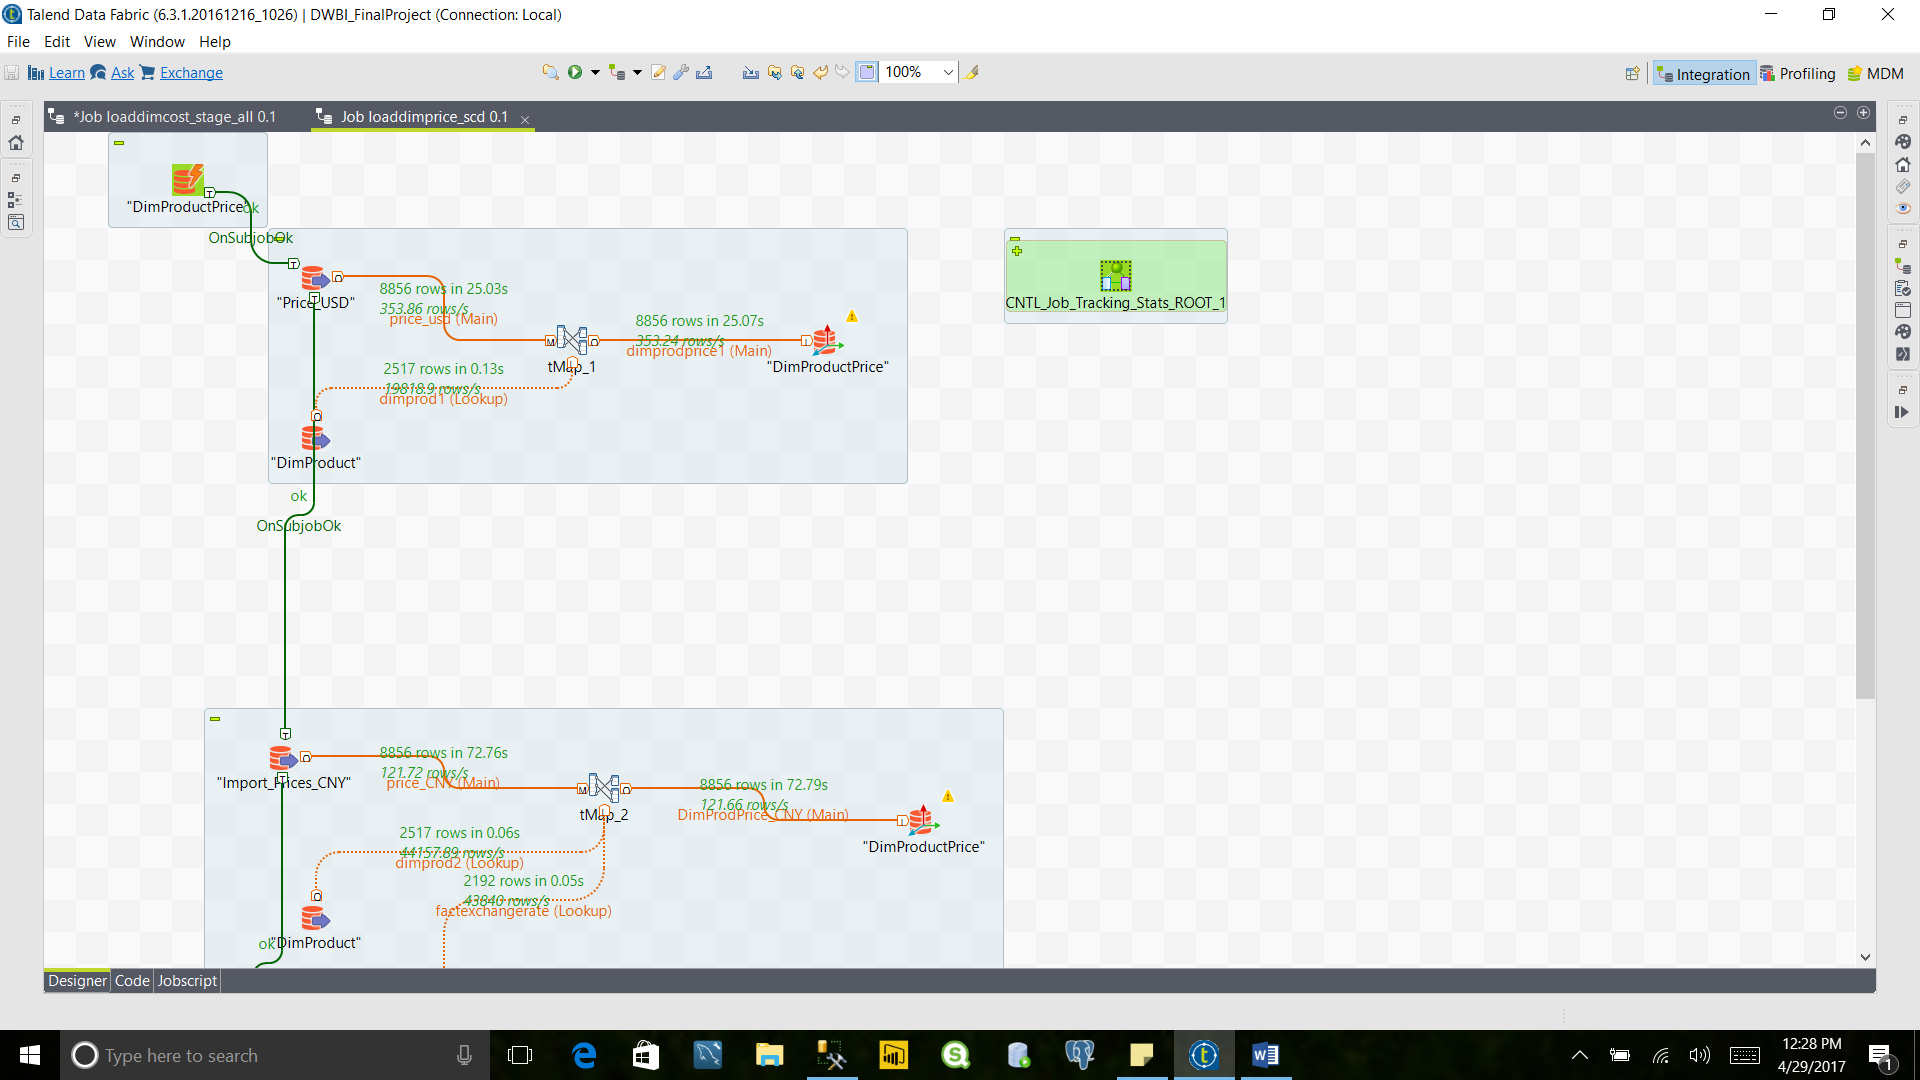 Talend Data Fabric (6.3.1.20161216_1026) | DWBI_FinalProject (Connection: Local)
File Edit View Window Help
Learn Ask Exchange
100%
Integration Profiling MDM
*Job loaddimcost_stage_all 0.1 Job loaddimprice_scd 0.1
"DimProductPrice"
ok
OnSubjobOk
"Price_USD"
8856 rows in 25.03s
353.86 rows/s
price_usd (Main)
tMap_1
8856 rows in 25.07s
353.24 rows/s
dimprodprice1 (Main)
"DimProductPrice"
2517 rows in 0.13s
19818.9 rows/s
dimprod1 (Lookup)
"DimProduct"
CNTL_Job_Tracking_Stats_ROOT_1
ok
OnSubjobOk
"Import_Prices_CNY"
8856 rows in 72.76s
121.72 rows/s
price_CNY (Main)
tMap_2
8856 rows in 72.79s
121.66 rows/s
DimProdPrice_CNY (Main)
"DimProductPrice"
2517 rows in 0.06s
44157.89 rows/s
dimprod2 (Lookup)
2192 rows in 0.05s
43840 rows/s
factexchangerate (Lookup)
ok
"DimProduct"
Designer Code Jobscript
Type here to search
12:28 PM
4/29/2017
1